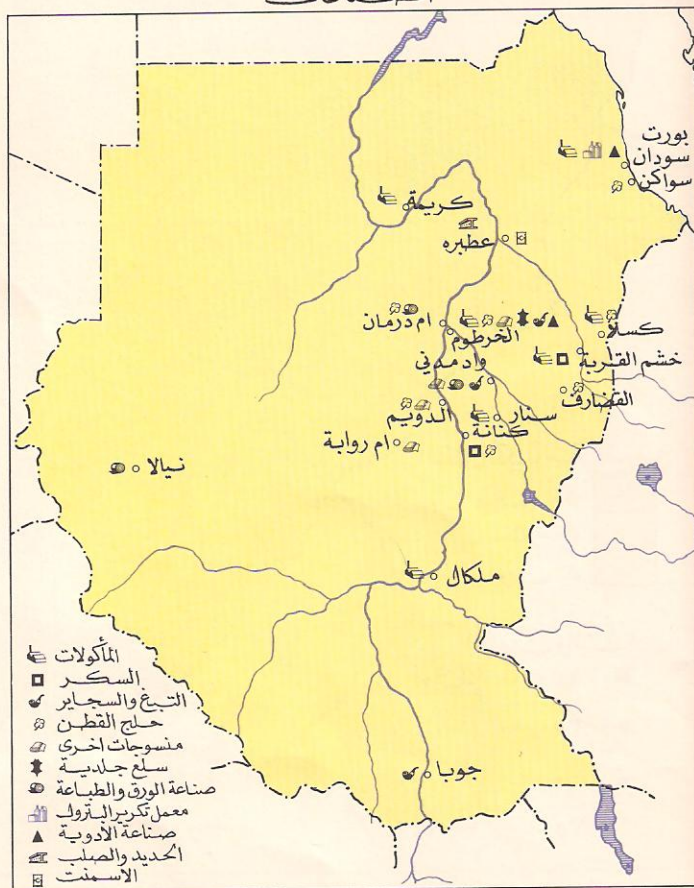 بورت
سودان
سواكن
كريمة
عطبره
ام درمان
الخرطوم
كسلا
واد مدني
خشم القربة
القضارف
الدويم
سنار
كنانة
ام روابة
نيالا
ملكال
جوبا
المأكولات
السكر
التبغ والسجاير
حلج القطن
منسوجات اخرى
سلع جلدية
صناعة الورق والطباعة
معمل تكرير البترول
صناعة الادوية
الحديد والصلب
الاسمنت